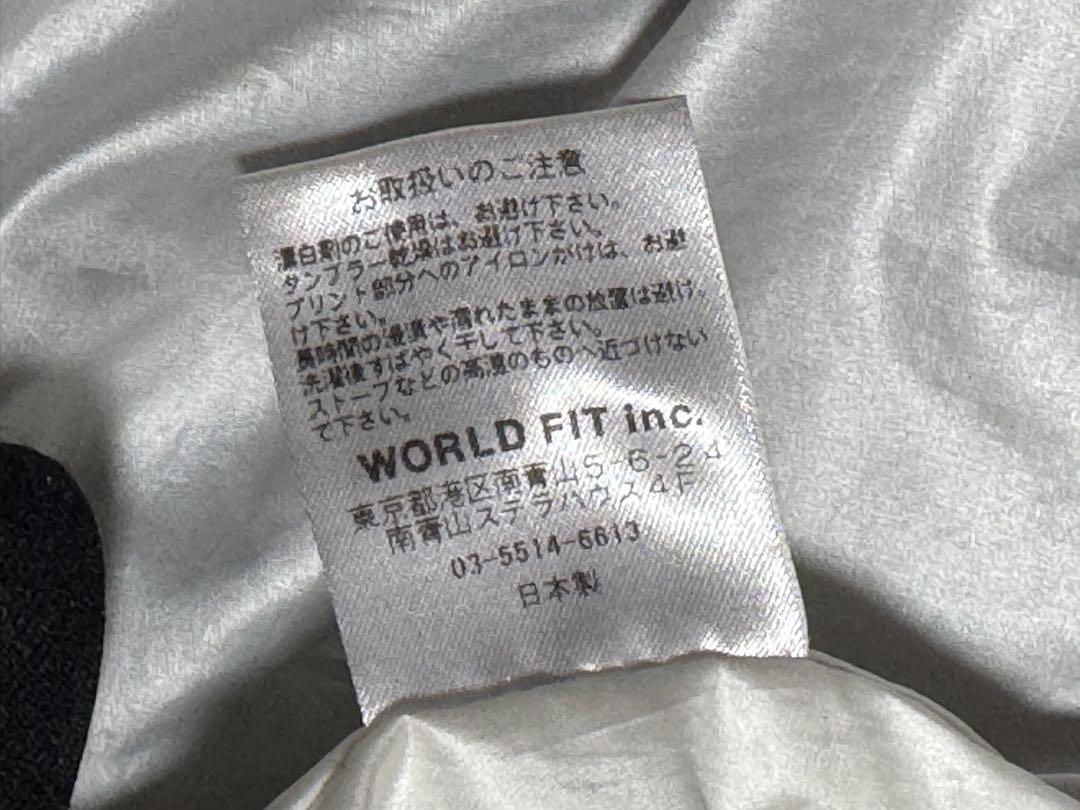 お取扱いのご注意
漂白剤のご使用は、お避け下さい。
タンブラー乾燥はお避け下さい。
プリント部分へのアイロンがけは、お避
け下さい。
長時間の浸漬や濡れたままの放置は避け、
洗濯後すばやく干して下さい。
ストーブなどの高温のものへ近づけない
で下さい。
WORLD FIT inc.
東京都港区南青山5-6-24
南青山ステラハウス4F
03-5514-6613
日本製